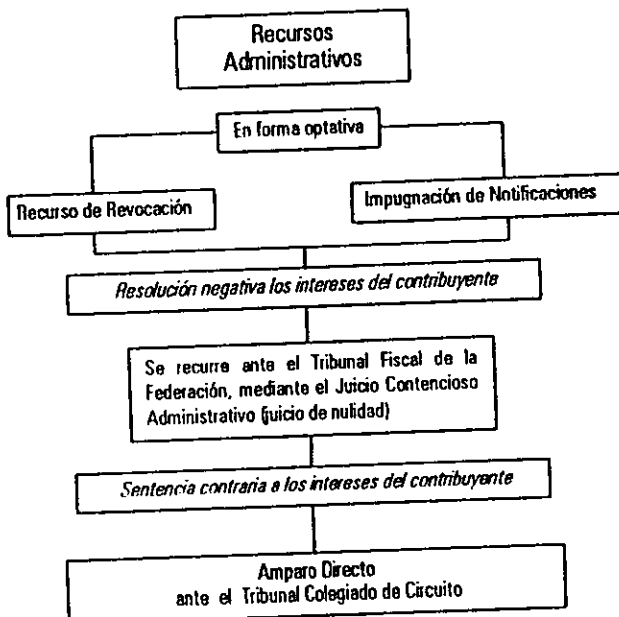 Recursos
Administrativos
En forma optativa
Recurso de Revocación
Impugnación de Notificaciones
Resolución negativa los intereses del contribuyente
Se recurre ante el Tribunal Fiscal de la
Federación, mediante el Juicio Contencioso
Administrativo (juicio de nulidad)
Sentencia contraria a los intereses del contribuyente
Amparo Directo
ante el Tribunal Colegiado de Circuito